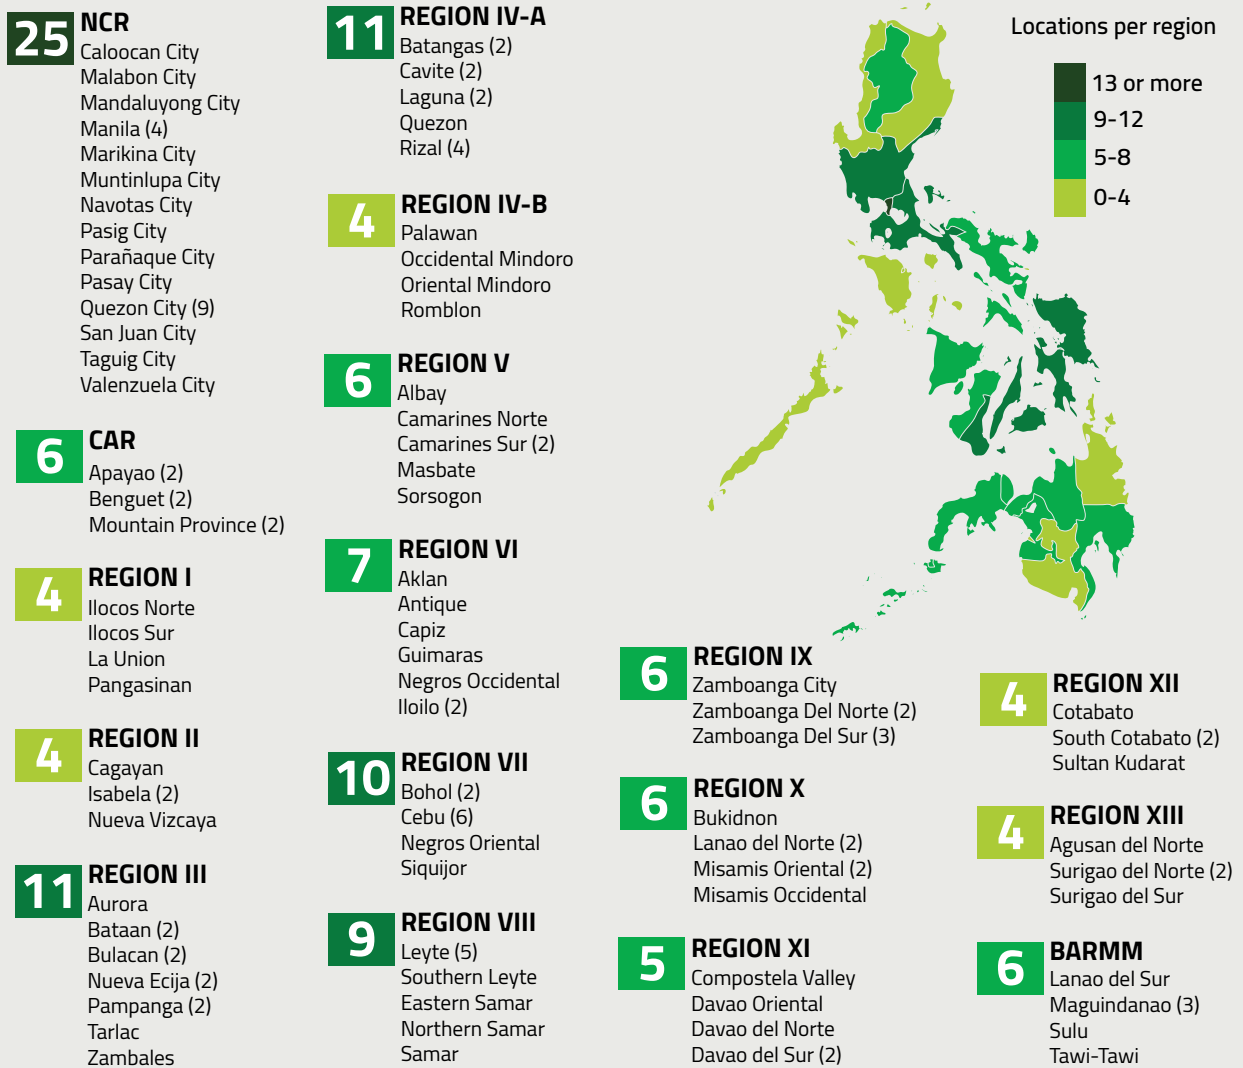 25
NCR
Caloocan City
Malabon City
Mandaluyong City
Manila (4)
Marikina City
Muntinlupa City
Navotas City
Pasig City
Parañaque City
Pasay City
Quezon City (9)
San Juan City
Taguig City
Valenzuela City
6
CAR
Apayao (2)
Benguet (2)
Mountain Province (2)
4
REGION I
Ilocos Norte
Ilocos Sur
La Union
Pangasinan
4
REGION II
Cagayan
Isabela (2)
Nueva Vizcaya
11
REGION III
Aurora
Bataan (2)
Bulacan (2)
Nueva Ecija (2)
Pampanga (2)
Tarlac
Zambales
11
REGION IV-A
Batangas (2)
Cavite (2)
Laguna (2)
Quezon
Rizal (4)
4
REGION IV-B
Palawan
Occidental Mindoro
Oriental Mindoro
Romblon
6
REGION V
Albay
Camarines Norte
Camarines Sur (2)
Masbate
Sorsogon
7
REGION VI
Aklan
Antique
Capiz
Guimaras
Negros Occidental
Iloilo (2)
10
REGION VII
Bohol (2)
Cebu (6)
Negros Oriental
Siquijor
9
REGION VIII
Leyte (5)
Southern Leyte
Eastern Samar
Northern Samar
Samar
Locations per region
13 or more
9-12
5-8
0-4
6
REGION IX
Zamboanga City
Zamboanga Del Norte (2)
Zamboanga Del Sur (3)
6
REGION X
Bukidnon
Lanao del Norte (2)
Misamis Oriental (2)
Misamis Occidental
5
REGION XI
Compostela Valley
Davao Oriental
Davao del Norte
Davao del Sur (2)
4
REGION XII
Cotabato
South Cotabato (2)
Sultan Kudarat
4
REGION XIII
Agusan del Norte
Surigao del Norte (2)
Surigao del Sur
6
BARMM
Lanao del Sur
Maguindanao (3)
Sulu
Tawi-Tawi